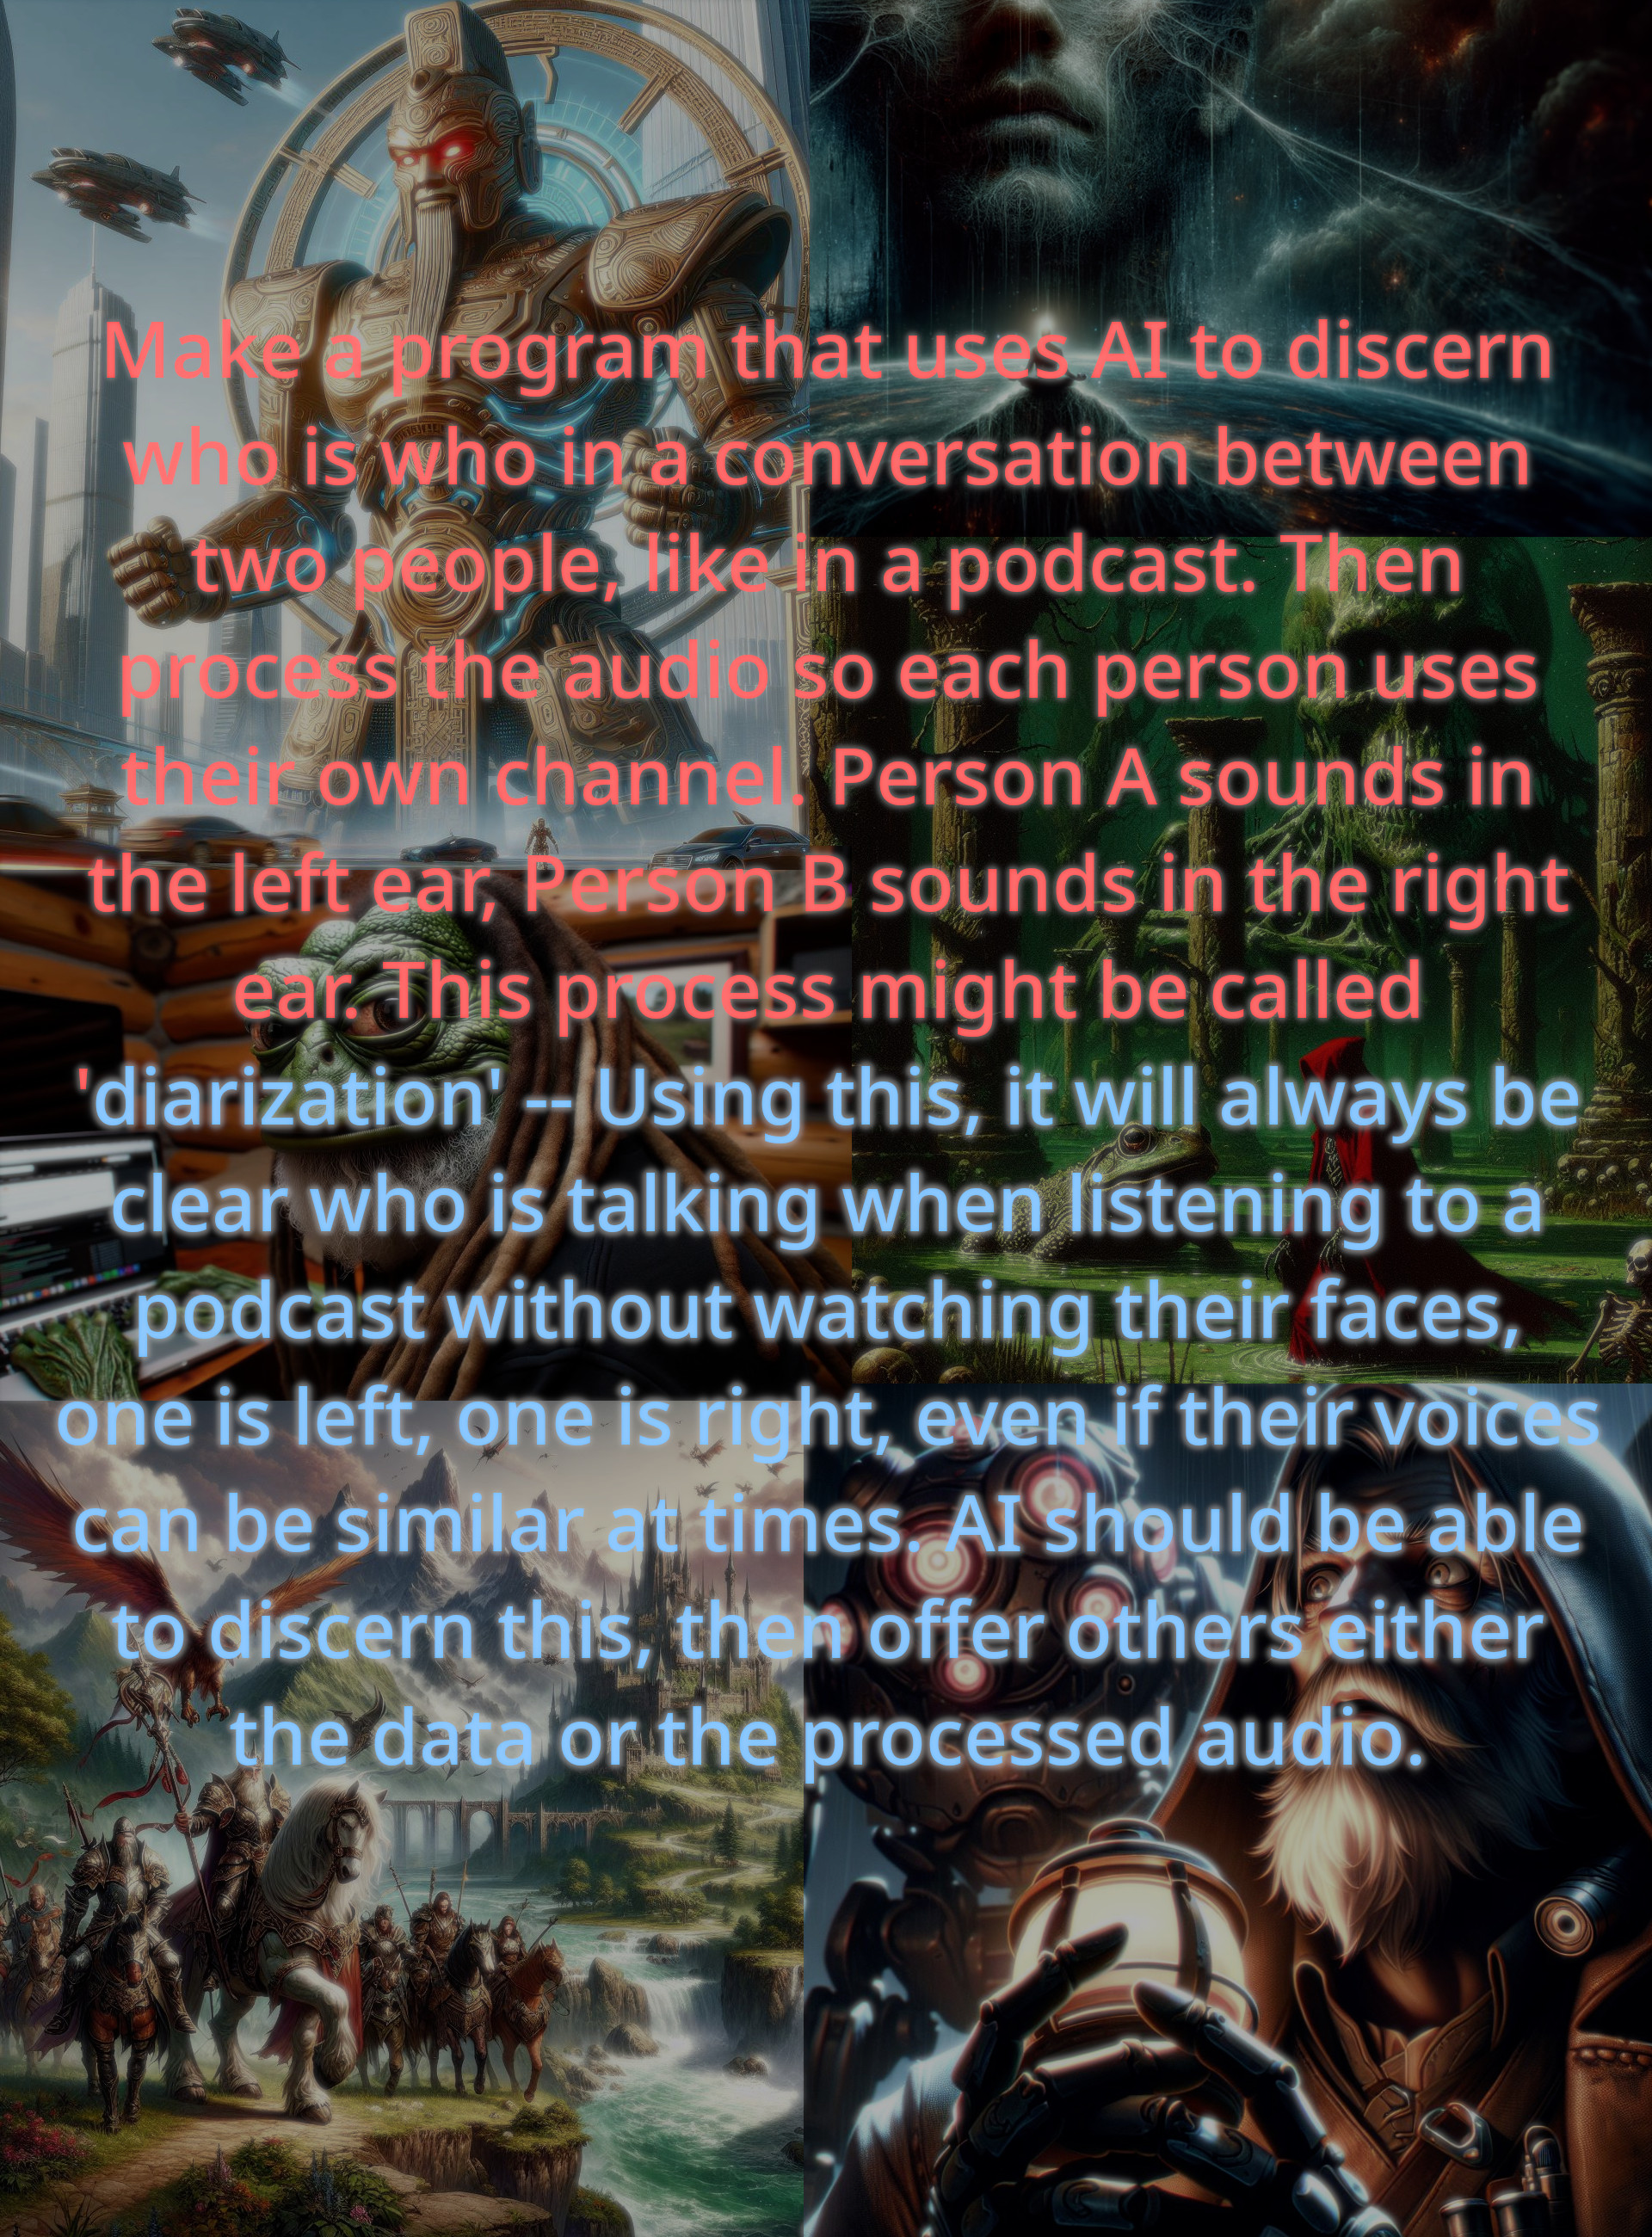 Make a program that uses AI to discern
who is who in a conversation between
two people, like in a podcast. Then
process the audio so each person uses
their own channel. Person A sounds in
the left ear, Person B sounds in the right
ear. This process might be called
'diarization' -- Using this, it will always be
clear who is talking when listening to a
podcast without watching their faces,
one is left, one is right, even if their voices
can be similar at times. AI should be able
to discern this, then offer others either
the data or the processed audio.